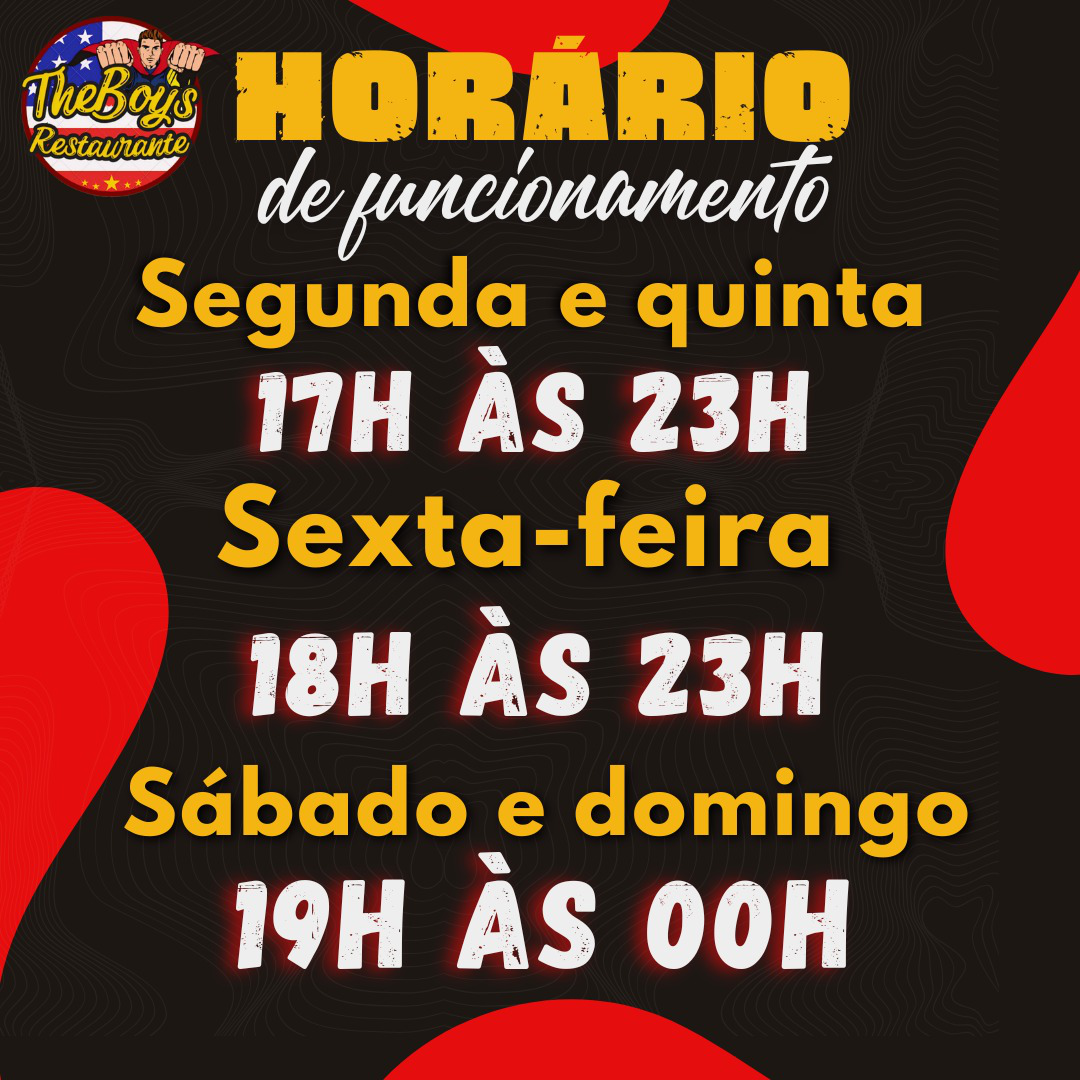 TheBoy's
Restaurante
HORÁRIO
de funcionamento
Segunda e quinta
17H ÀS 23H
Sexta-feira
18H ÀS 23H
Sábado e domingo
19H ÀS 00H